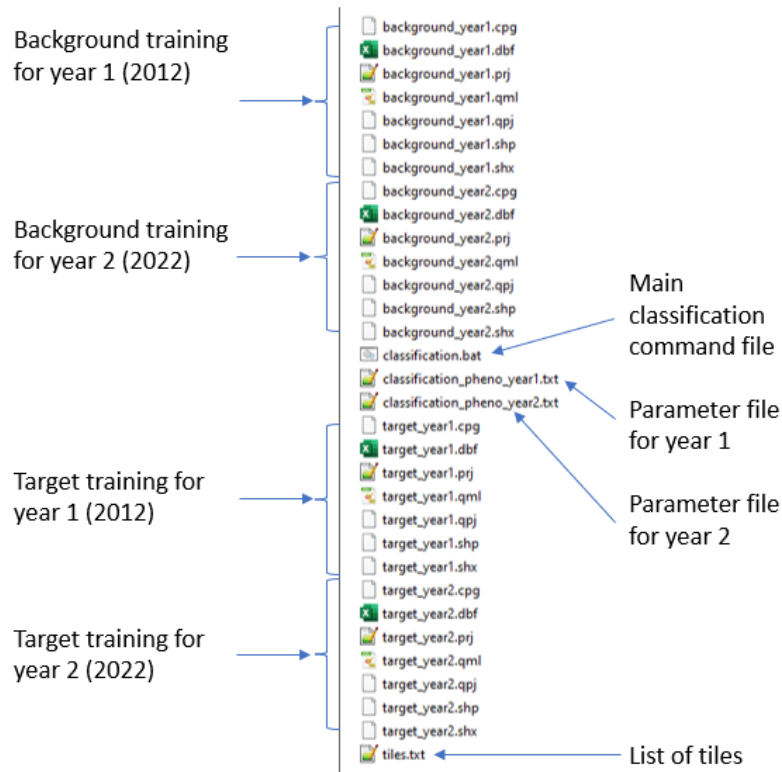 Background training
for year 1 (2012)
background_year1.cpg
background_year1.dbf
background_year1.prj
background_year1.qml
background_year1.qpj
background_year1.shp
background_year1.shx
Background training
for year 2 (2022)
background_year2.cpg
background_year2.dbf
background_year2.prj
background_year2.qml
background_year2.qpj
background_year2.shp
background_year2.shx
Main
classification
command file
classification.bat
classification_pheno_year1.txt
classification_pheno_year2.txt
Parameter file
for year 1
Parameter file
for year 2
Target training for
year 1 (2012)
target_year1.cpg
target_year1.dbf
target_year1.prj
target_year1.qml
target_year1.qpj
target_year1.shp
target_year1.shx
Target training for
year 2 (2022)
target_year2.cpg
target_year2.dbf
target_year2.prj
target_year2.qml
target_year2.qpj
target_year2.shp
target_year2.shx
tiles.txt
List of tiles